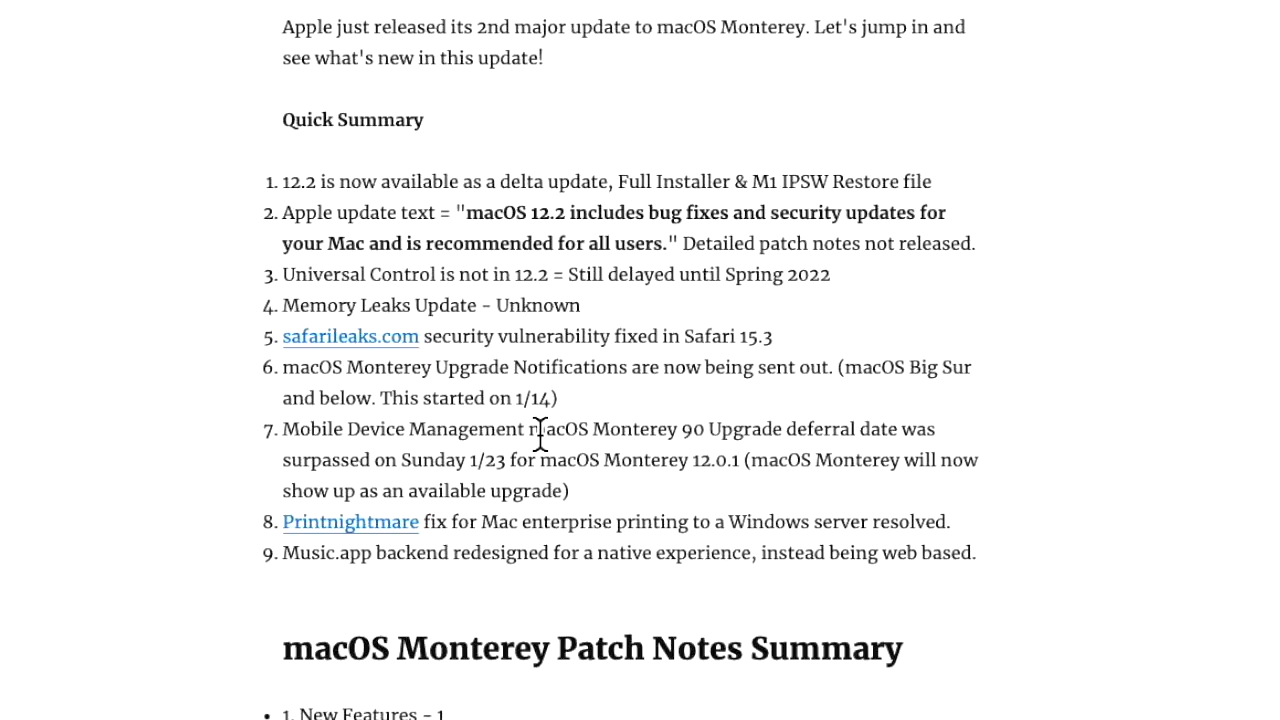 Apple just released its 2nd major update to macOS Monterey. Let's jump in and
see what's new in this update!
Quick Summary
1. 12.2 is now available as a delta update, Full Installer & M1 IPSW Restore file
2. Apple update text = "macOS 12.2 includes bug fixes and security updates for
your Mac and is recommended for all users." Detailed patch notes not released.
3. Universal Control is not in 12.2 = Still delayed until Spring 2022
4. Memory Leaks Update - Unknown
5. safarileaks.com security vulnerability fixed in Safari 15.3
6. macOS Monterey Upgrade Notifications are now being sent out. (macOS Big Sur
and below. This started on 1/14)
7. Mobile Device Management macOS Monterey 90 Upgrade deferral date was
surpassed on Sunday 1/23 for macOS Monterey 12.0.1 (macOS Monterey will now
show up as an available upgrade)
8. Printnightmare fix for Mac enterprise printing to a Windows server resolved.
9. Music.app backend redesigned for a native experience, instead being web based.
macOS Monterey Patch Notes Summary
• 1. New Features - 1